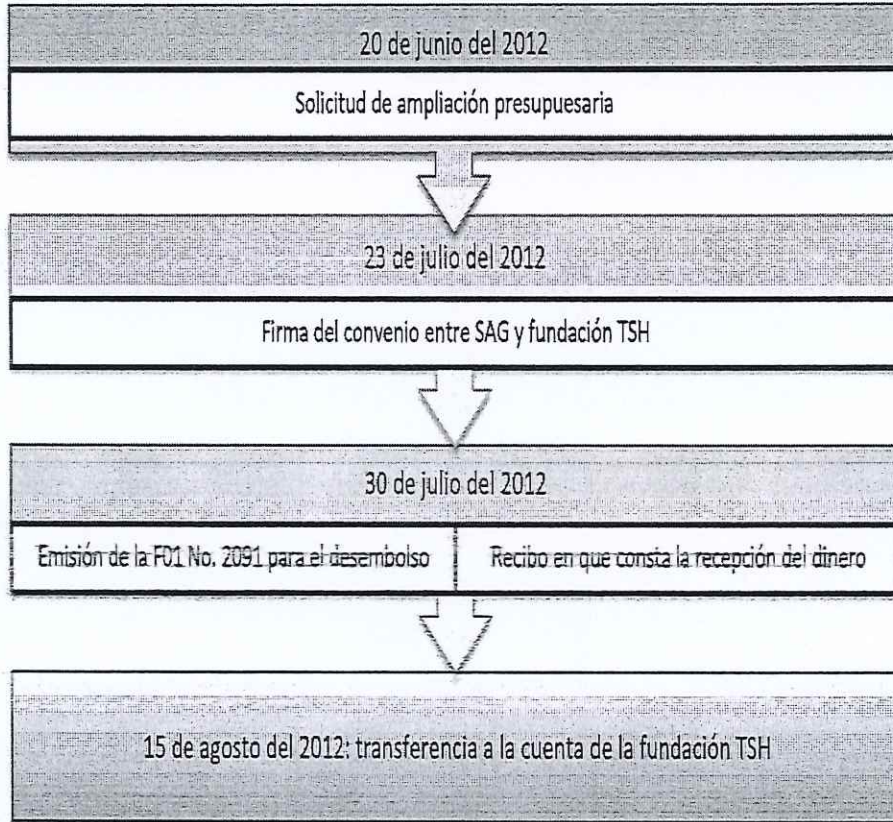 20 de junio del 2012
Solicitud de ampliación presupuesaria
23 de julio del 2012
Firma del convenio entre SAG y fundación TSH
30 de julio del 2012
Emisión de la F01 No. 2091 para el desembolso
Recibo en que consta la recepción del dinero
15 de agosto del 2012: transferencia a la cuenta de la fundación TSH